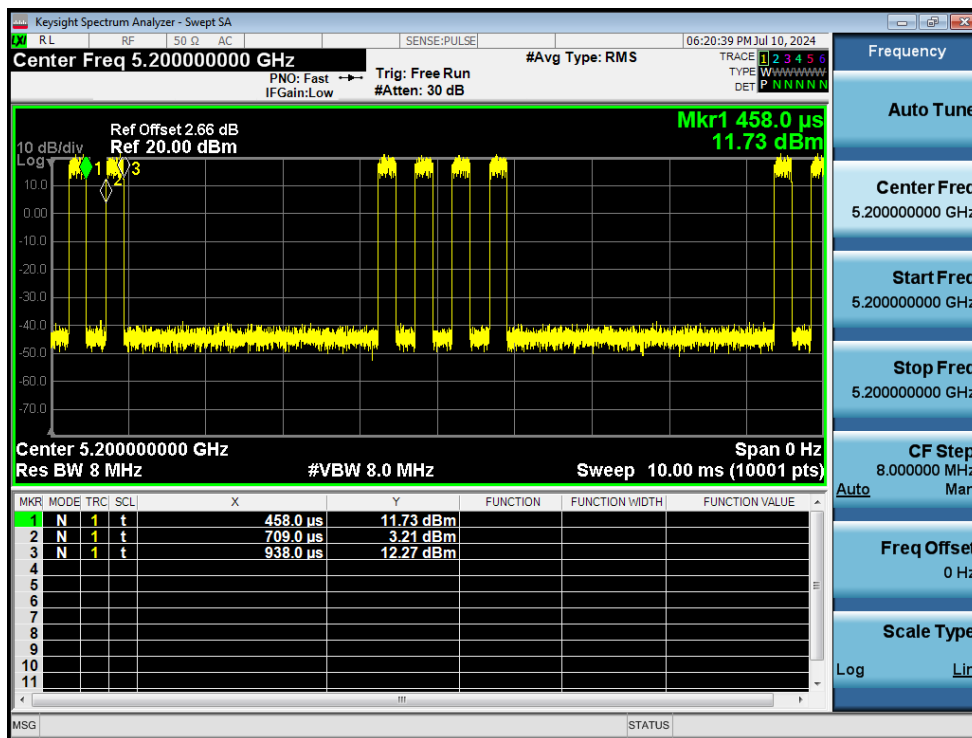 Keysight Spectrum Analyzer - Swept SA
LXI RL RF 50 Ω AC SENSE:PULSE 06:20:39 PM Jul 10, 2024
Center Freq 5.200000000 GHz #Avg Type: RMS TRACE 1 2 3 4 5 6
PNO: Fast Trig: Free Run TYPE WWWWWW
IFGain:Low #Atten: 30 dB DET P N N N N N
Frequency
Auto Tune
Center Freq
5.200000000 GHz
Start Freq
5.200000000 GHz
Stop Freq
5.200000000 GHz
CF Step
8.000000 MHz
Auto Man
Freq Offset
0 Hz
Scale Type
Log Lin
Mkr1 458.0 µs
11.73 dBm
Ref Offset 2.66 dB
10 dB/div Ref 20.00 dBm
Log
1 2 3
10.0
0.00
-10.0
-20.0
-30.0
-40.0
-50.0
-60.0
-70.0
Center 5.200000000 GHz Span 0 Hz
Res BW 8 MHz #VBW 8.0 MHz Sweep 10.00 ms (10001 pts)
MKR MODE TRC SCL X Y FUNCTION FUNCTION WIDTH FUNCTION VALUE
1 N 1 t 458.0 µs 11.73 dBm
2 N 1 t 709.0 µs 3.21 dBm
3 N 1 t 938.0 µs 12.27 dBm
4
5
6
7
8
9
10
11
MSG STATUS